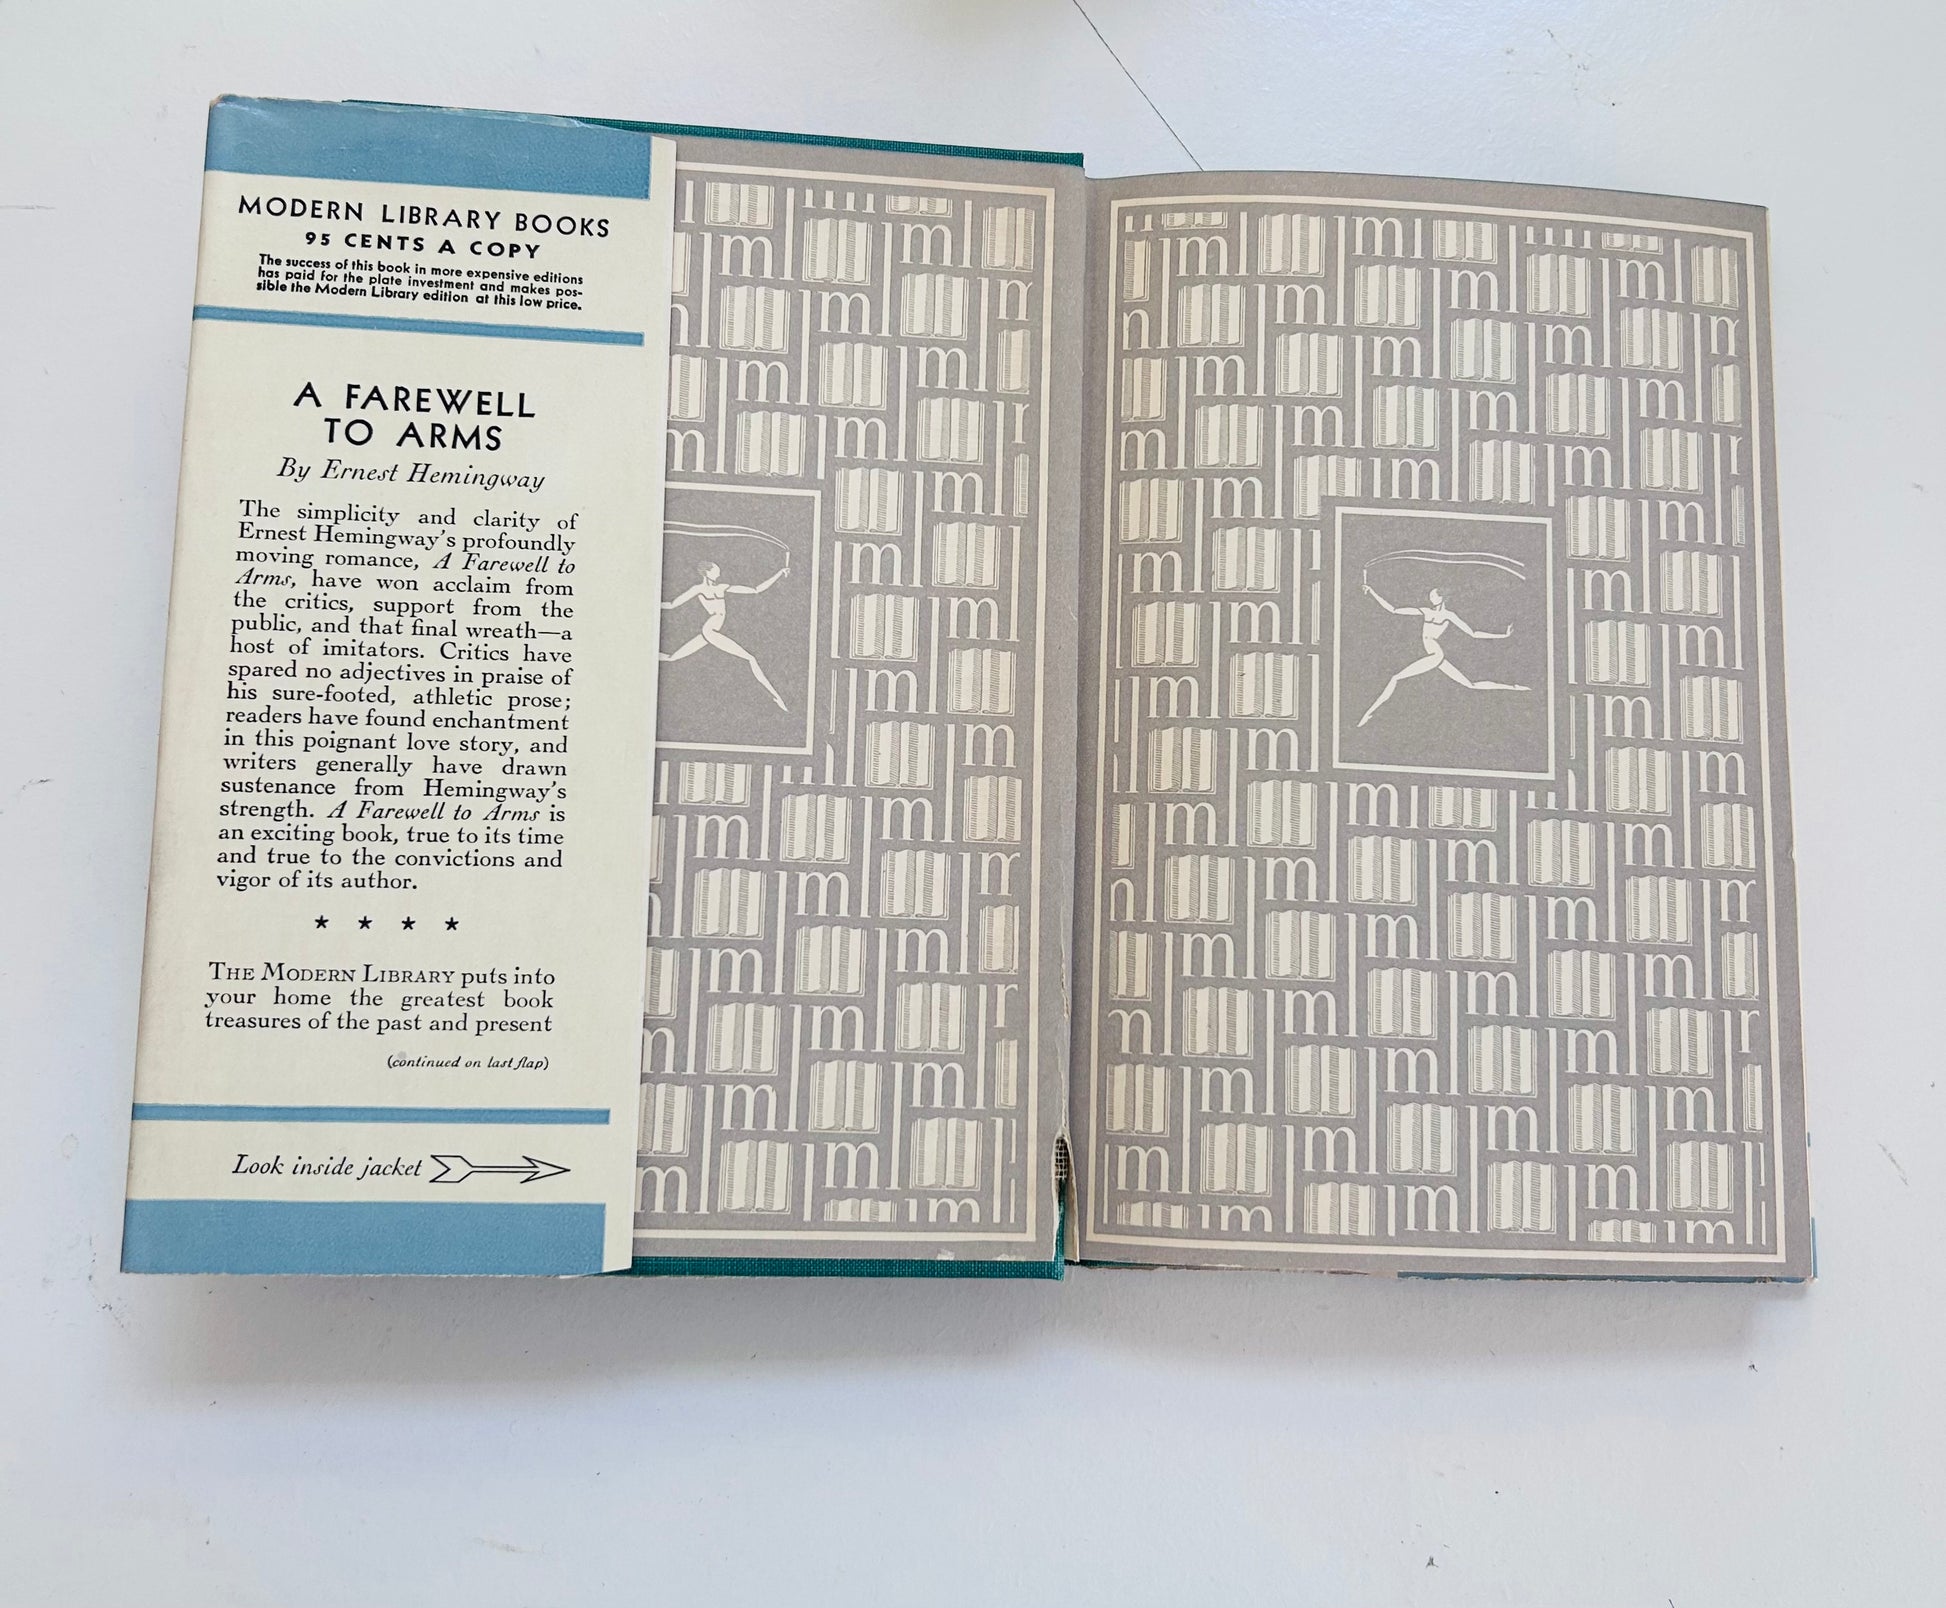 MODERN LIBRARY BOOKS
95 CENTS A COPY
The success of this book in more expensive editions
has paid for the plate investment and makes pos-
sible the Modern Library edition at this low price.
A FAREWELL
TO ARMS
By Ernest Hemingway
The simplicity and clarity of
Ernest Hemingway's profoundly
moving romance, A Farewell to
Arms, have won acclaim from
the critics, support from the
public, and that final wreath—a
host of imitators. Critics have
spared no adjectives in praise of
his sure-footed, athletic prose;
readers have found enchantment
in this poignant love story, and
writers generally have drawn
sustenance from Hemingway's
strength. A Farewell to Arms is
an exciting book, true to its time
and true to the convictions and
vigor of its author.
★ ★ ★ ★
THE MODERN LIBRARY puts into
your home the greatest book
treasures of the past and present
(continued on last flap)
Look inside jacket